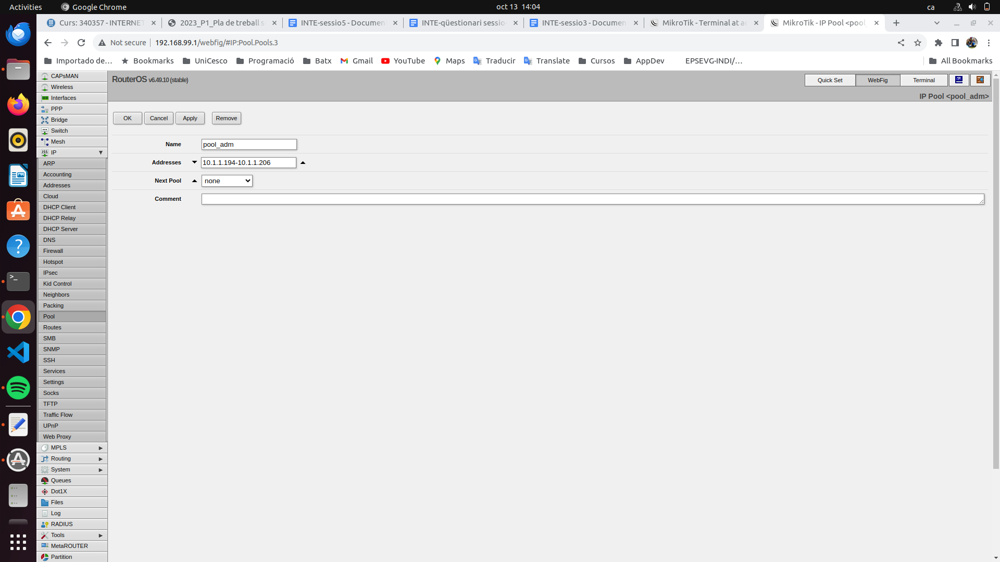 Activities
Google Chrome
oct 13 14:04
ca
Curs: 340357 - INTERNET
2023_P1_Pla de treball s
INTE-sessio5 - Documen
INTE-qüestionari sessio
INTE-sessio3 - Documen
MikroTik - Terminal at ad
MikroTik - IP Pool <pool_
Not secure
192.168.99.1/webfig/#IP:Pool.Pools.3
Importado de...
Bookmarks
UniCesco
Programació
Batx
Gmail
YouTube
Maps
Traducir
Translate
Cursos
AppDev
EPSEVG-INDI/...
All Bookmarks
RouterOS v6.49.10 (stable)
Quick Set
WebFig
Terminal
IP Pool <pool_adm>
OK
Cancel
Apply
Remove
Name
pool_adm
Addresses
10.1.1.194-10.1.1.206
Next Pool
none
Comment
CAPsMAN
Wireless
Interfaces
PPP
Bridge
Switch
Mesh
255
IP
ARP
Accounting
Addresses
Cloud
DHCP Client
DHCP Relay
DHCP Server
DNS
Firewall
Hotspot
IPsec
Kid Control
Neighbors
Packing
Pool
Routes
SMB
SNMP
SSH
Services
Settings
Socks
TFTP
Traffic Flow
UPnP
Web Proxy
MPLS
Routing
System
Queues
Dot1X
Files
Log
RADIUS
Tools
MetaROUTER
Partition